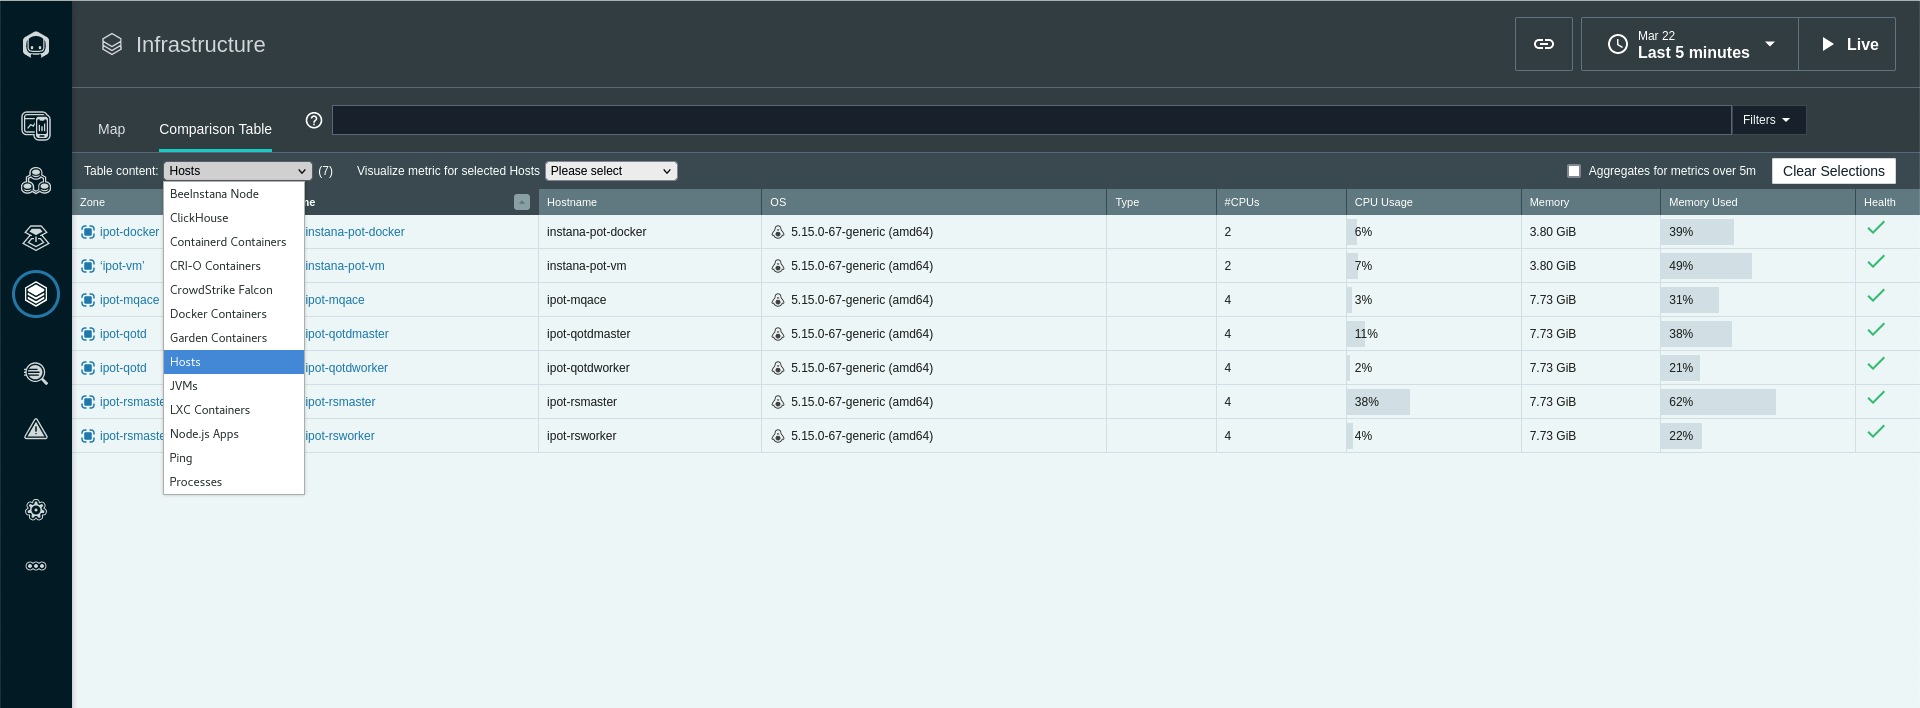 Infrastructure
Mar 22
Last 5 minutes
Live
Map
Comparison Table
Filters
Table content: Hosts (7) Visualize metric for selected Hosts Please select
Aggregates for metrics over 5m
Clear Selections
BeeInstana Node
ClickHouse
Containerd Containers
CRI-O Containers
CrowdStrike Falcon
Docker Containers
Garden Containers
Hosts
JVMs
LXC Containers
Node.js Apps
Ping
Processes
Zone ne Hostname OS Type #CPUs CPU Usage Memory Memory Used Health
ipot-docker instana-pot-docker instana-pot-docker 5.15.0-67-generic (amd64) 2 6% 3.80 GiB 39%
‘ipot-vm’ instana-pot-vm instana-pot-vm 5.15.0-67-generic (amd64) 2 7% 3.80 GiB 49%
ipot-mqace ipot-mqace ipot-mqace 5.15.0-67-generic (amd64) 4 3% 7.73 GiB 31%
ipot-qotd ipot-qotdmaster ipot-qotdmaster 5.15.0-67-generic (amd64) 4 11% 7.73 GiB 38%
ipot-qotd ipot-qotdworker ipot-qotdworker 5.15.0-67-generic (amd64) 4 2% 7.73 GiB 21%
ipot-rsmaste ipot-rsmaster ipot-rsmaster 5.15.0-67-generic (amd64) 4 38% 7.73 GiB 62%
ipot-rsmaste ipot-rsworker ipot-rsworker 5.15.0-67-generic (amd64) 4 4% 7.73 GiB 22%